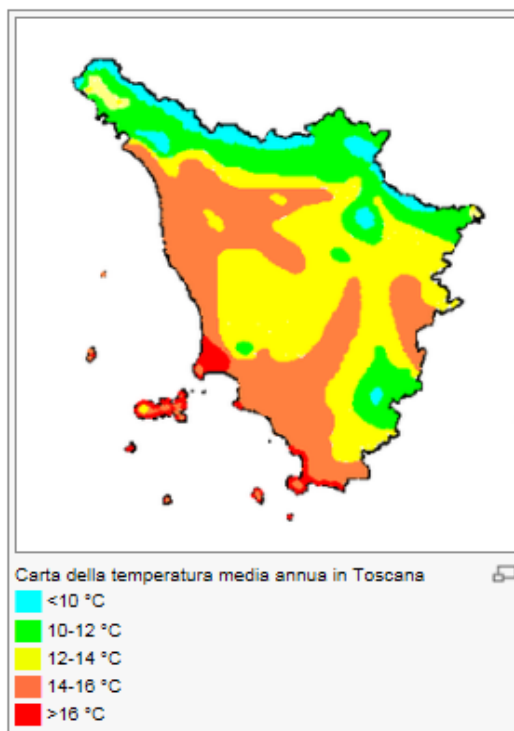 Carta della temperatura media annua in Toscana
<10 °C
10-12 °C
12-14 °C
14-16 °C
>16 °C